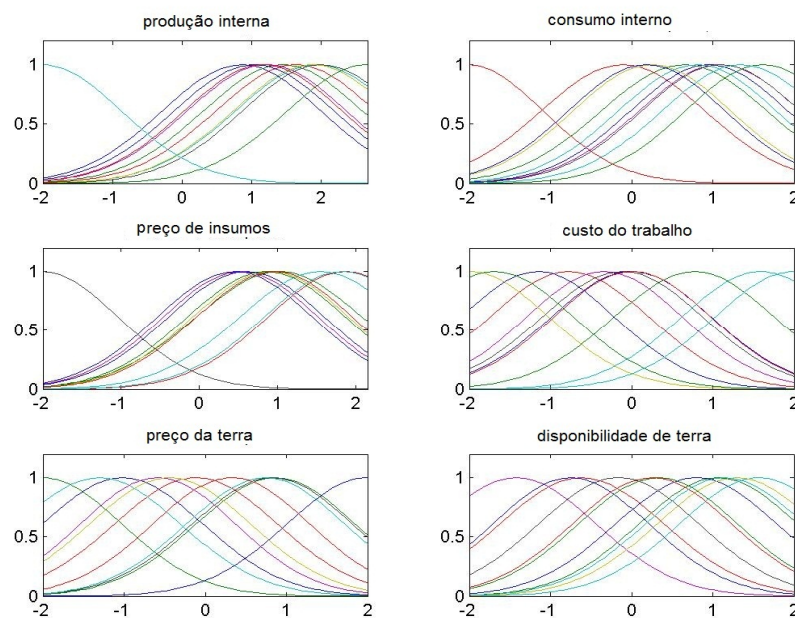 produção interna
1
0.5
0
-2 -1 0 1 2
consumo interno
1
0.5
0
-2 -1 0 1 2
preço de insumos
1
0.5
0
-2 -1 0 1 2
custo do trabalho
1
0.5
0
-2 -1 0 1 2
preço da terra
1
0.5
0
-2 -1 0 1 2
disponibilidade de terra
1
0.5
0
-2 -1 0 1 2